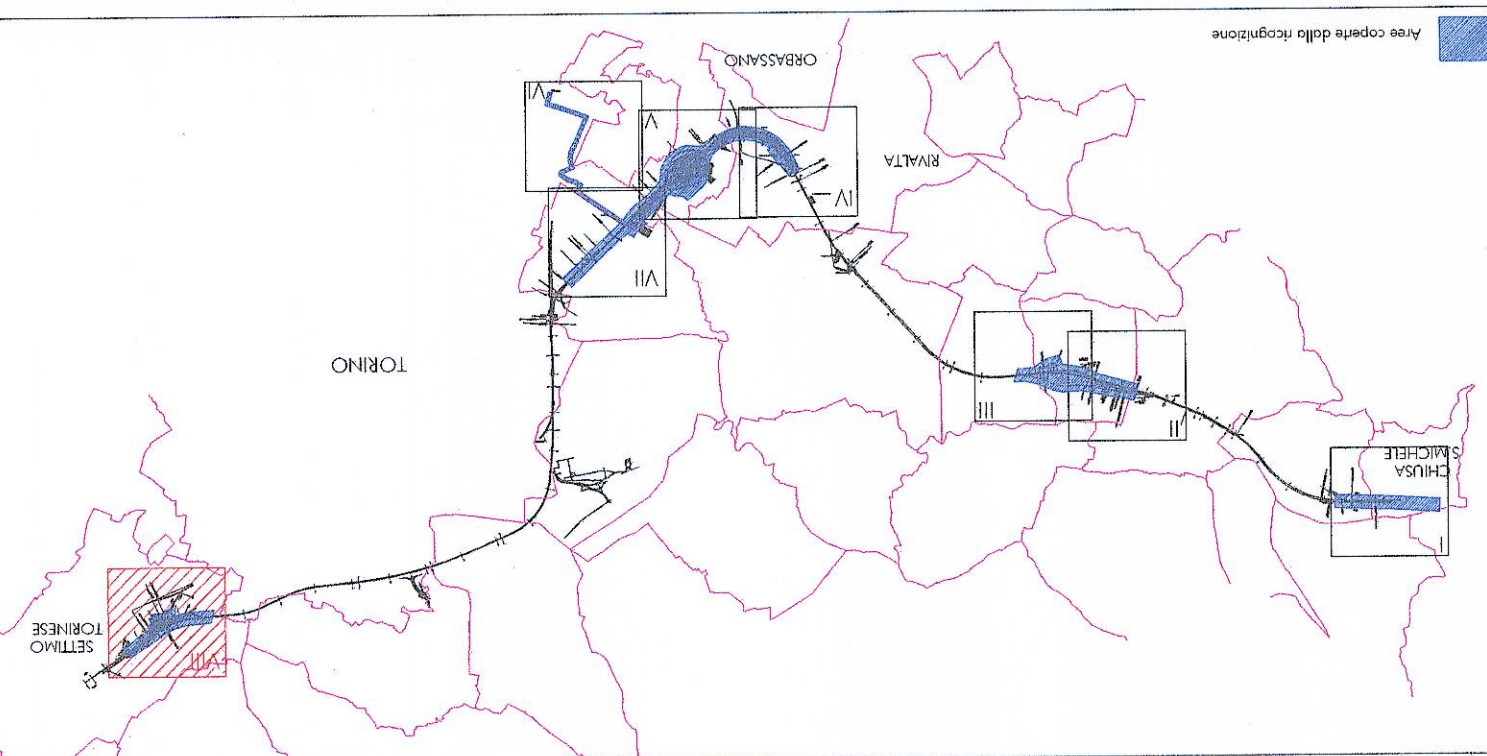 VIII
SETTIMO
TORINESE
I
CHIUSA
S.MICHELE
II
III
TORINO
VII
IV
RIVALTA
V
VI
ORBASSANO
Aree coperte dalla ricognizione